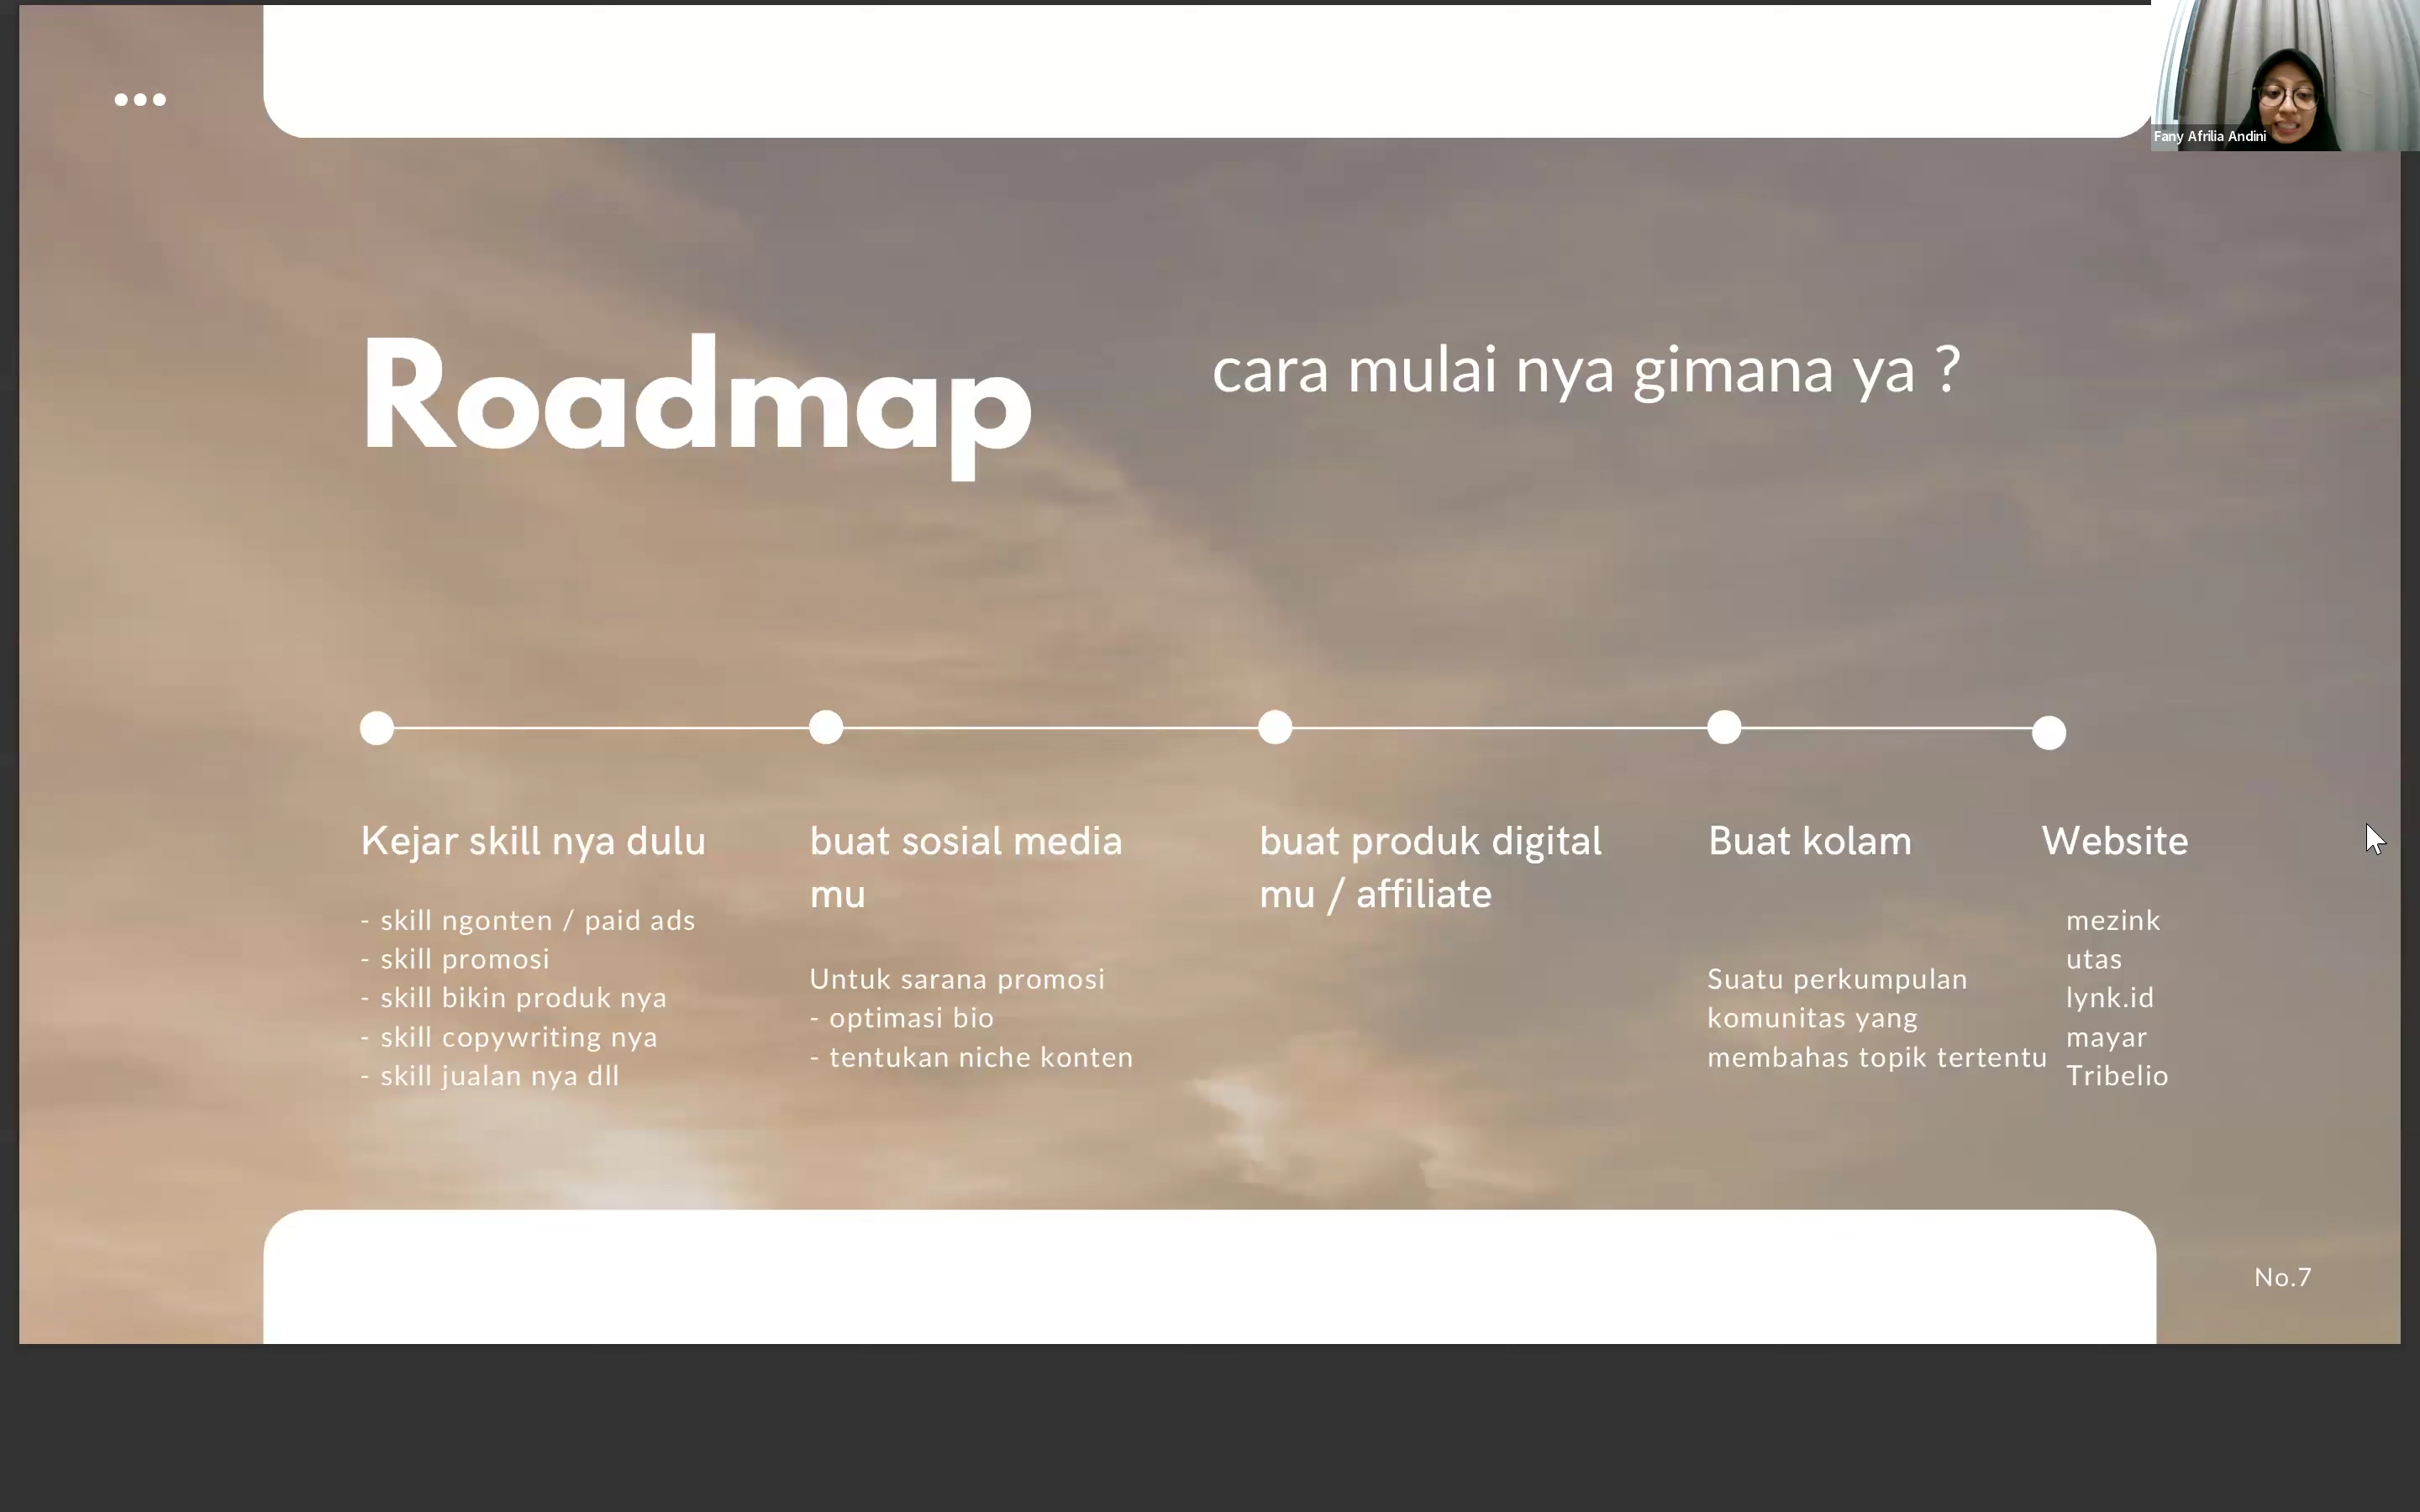 Fany Afrilia Andini
Roadmap
cara mulai nya gimana ya ?
Kejar skill nya dulu
- skill ngonten / paid ads
- skill promosi
- skill bikin produk nya
- skill copywriting nya
- skill jualan nya dll
buat sosial media
mu
Untuk sarana promosi
- optimasi bio
- tentukan niche konten
buat produk digital
mu / affiliate
Buat kolam
Suatu perkumpulan
komunitas yang
membahas topik tertentu
Website
mezink
utas
lynk.id
mayar
Tribelio
No.7